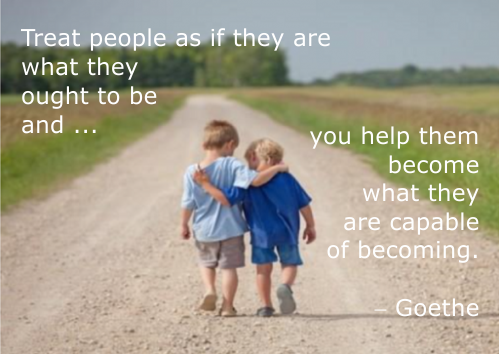 Treat people as if they are
what they
ought to be
and ...
you help them
become
what they
are capable
of becoming.
– Goethe